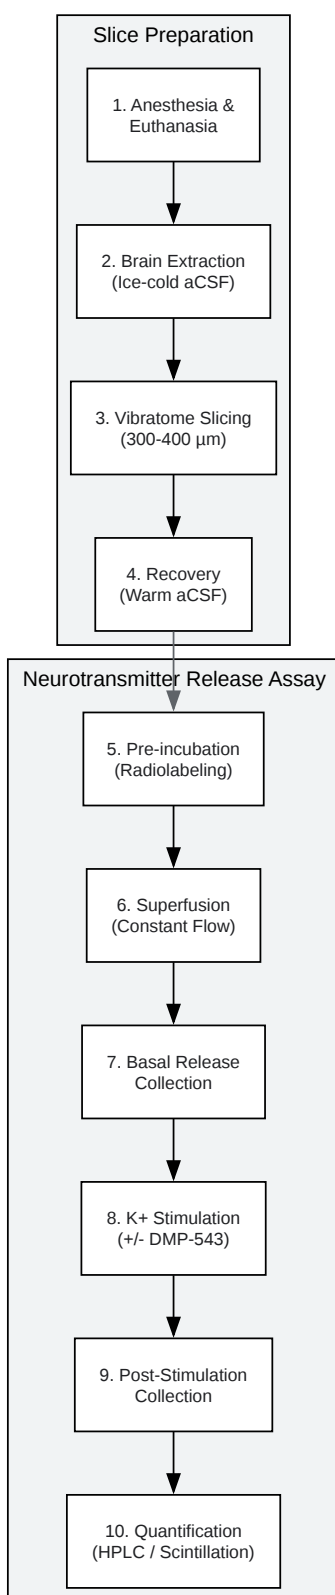 Slice Preparation
1. Anesthesia &
Euthanasia
2. Brain Extraction
(Ice-cold aCSF)
3. Vibratome Slicing
(300-400 µm)
4. Recovery
(Warm aCSF)
Neurotransmitter Release Assay
5. Pre-incubation
(Radiolabeling)
6. Superfusion
(Constant Flow)
7. Basal Release
Collection
8. K+ Stimulation
(+/- DMP-543)
9. Post-Stimulation
Collection
10. Quantification
(HPLC / Scintillation)